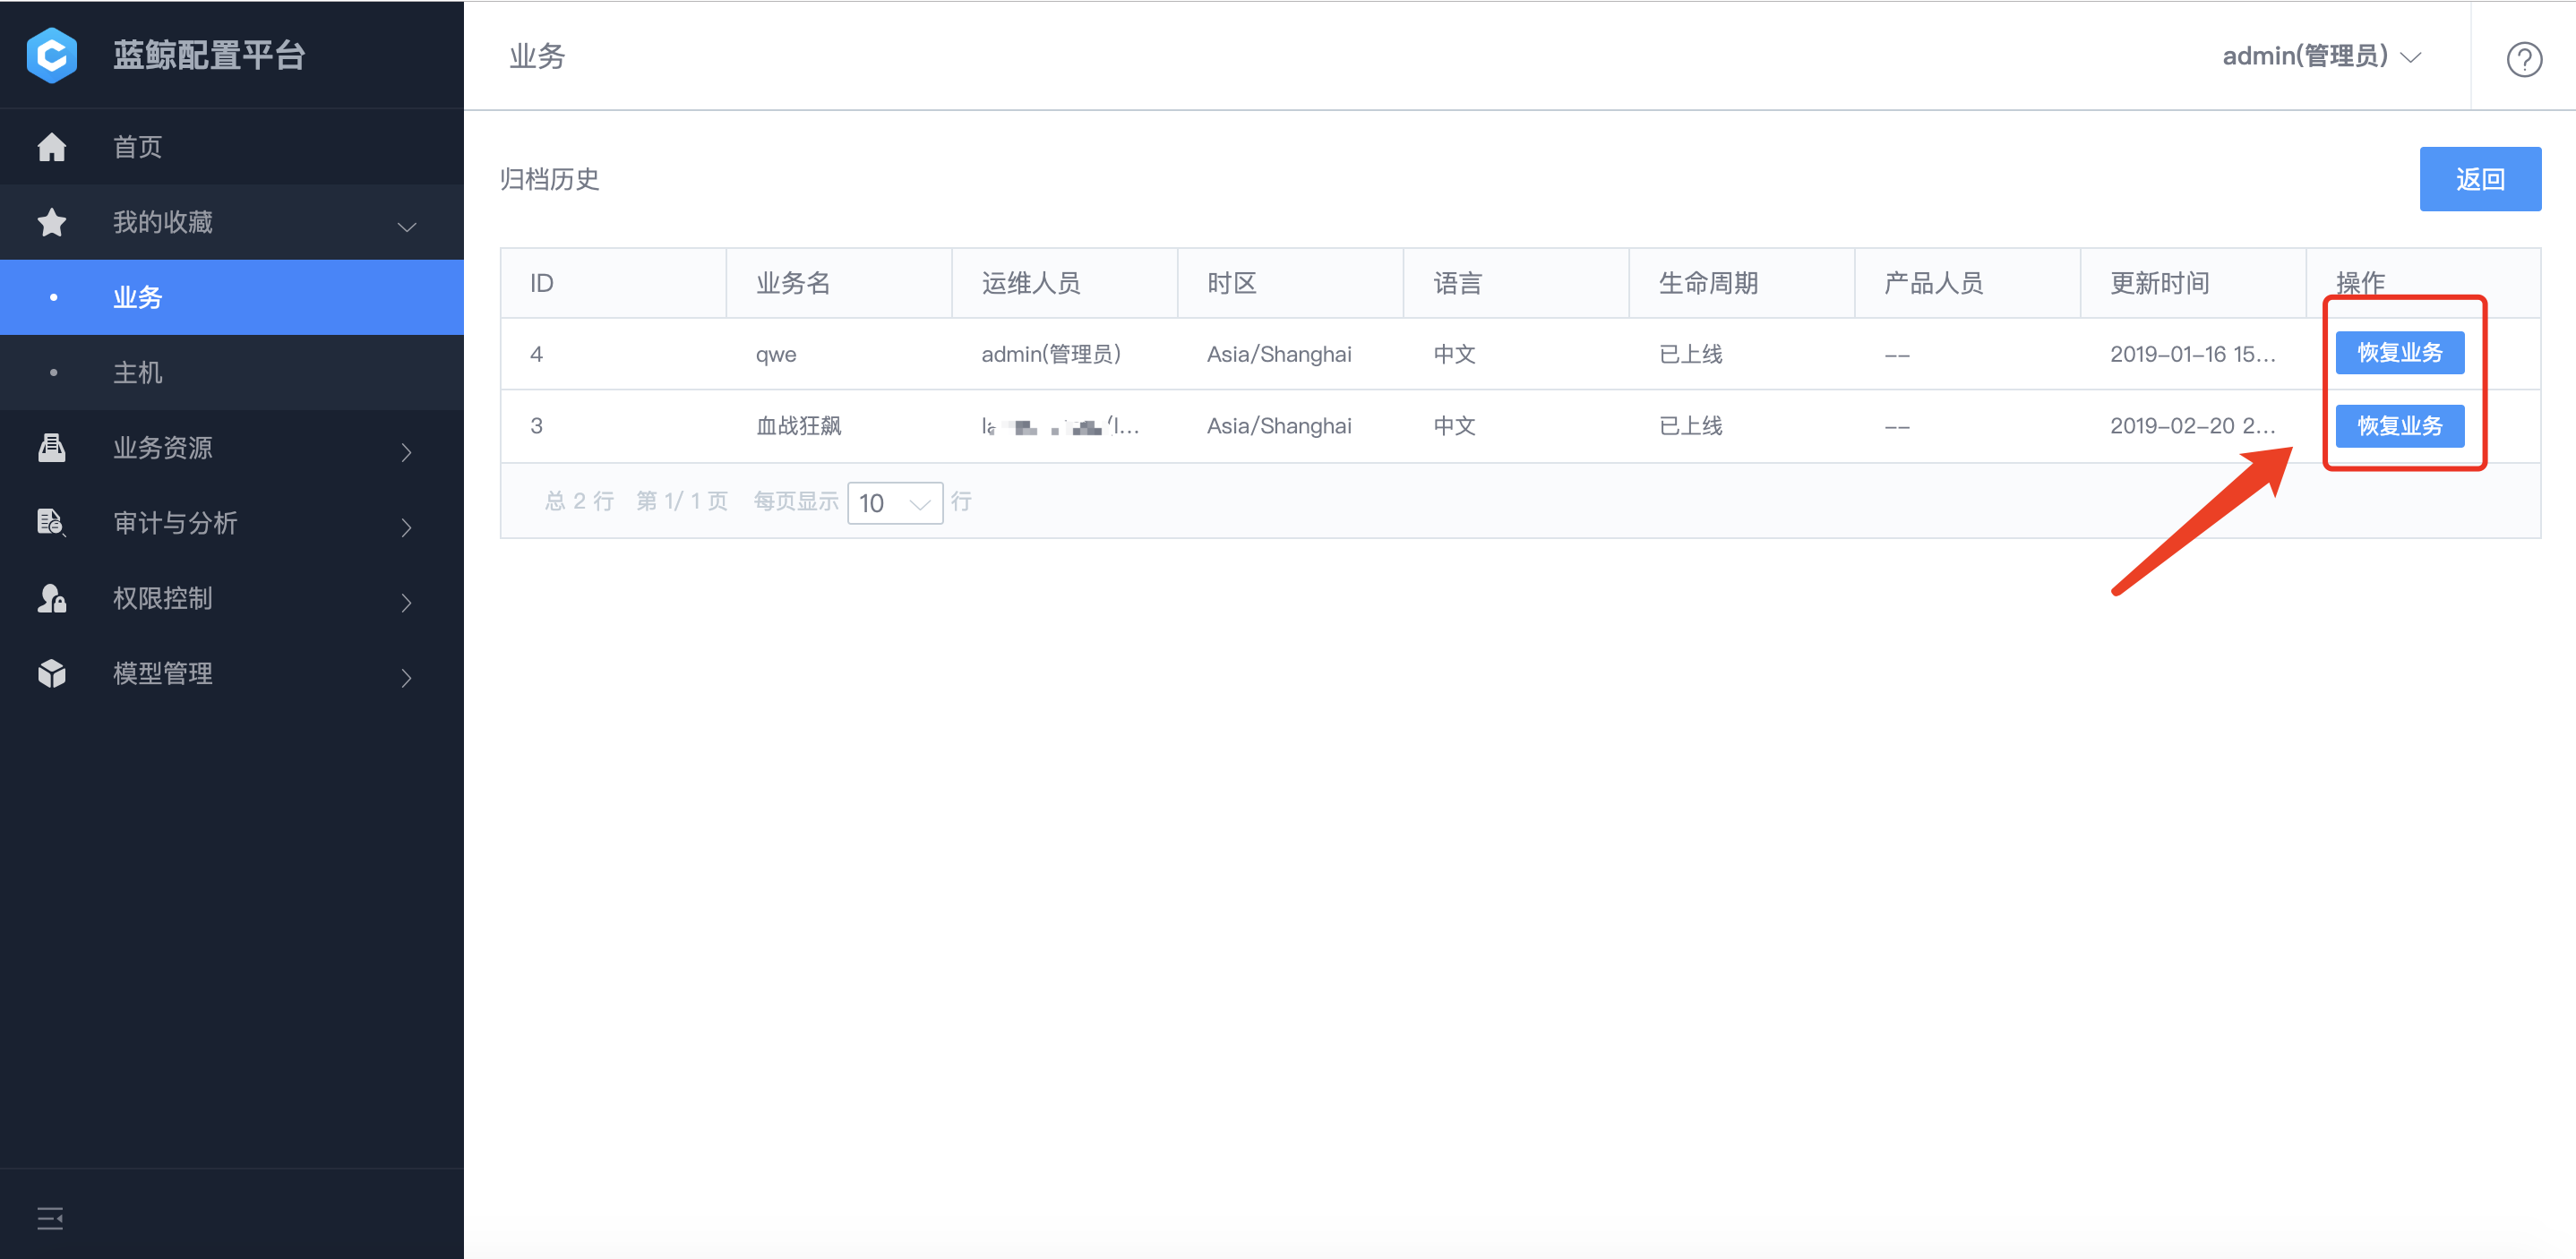 蓝鲸配置平台
业务
admin(管理员)
首页
我的收藏
业务
主机
业务资源
审计与分析
权限控制
模型管理
归档历史
返回
ID 业务名 运维人员 时区 语言 生命周期 产品人员 更新时间 操作
4 qwe admin(管理员) Asia/Shanghai 中文 已上线 -- 2019-01-16 15... 恢复业务
3 血战狂飙 Asia/Shanghai 中文 已上线 -- 2019-02-20 2... 恢复业务
总 2 行 第 1/ 1 页 每页显示 10 行